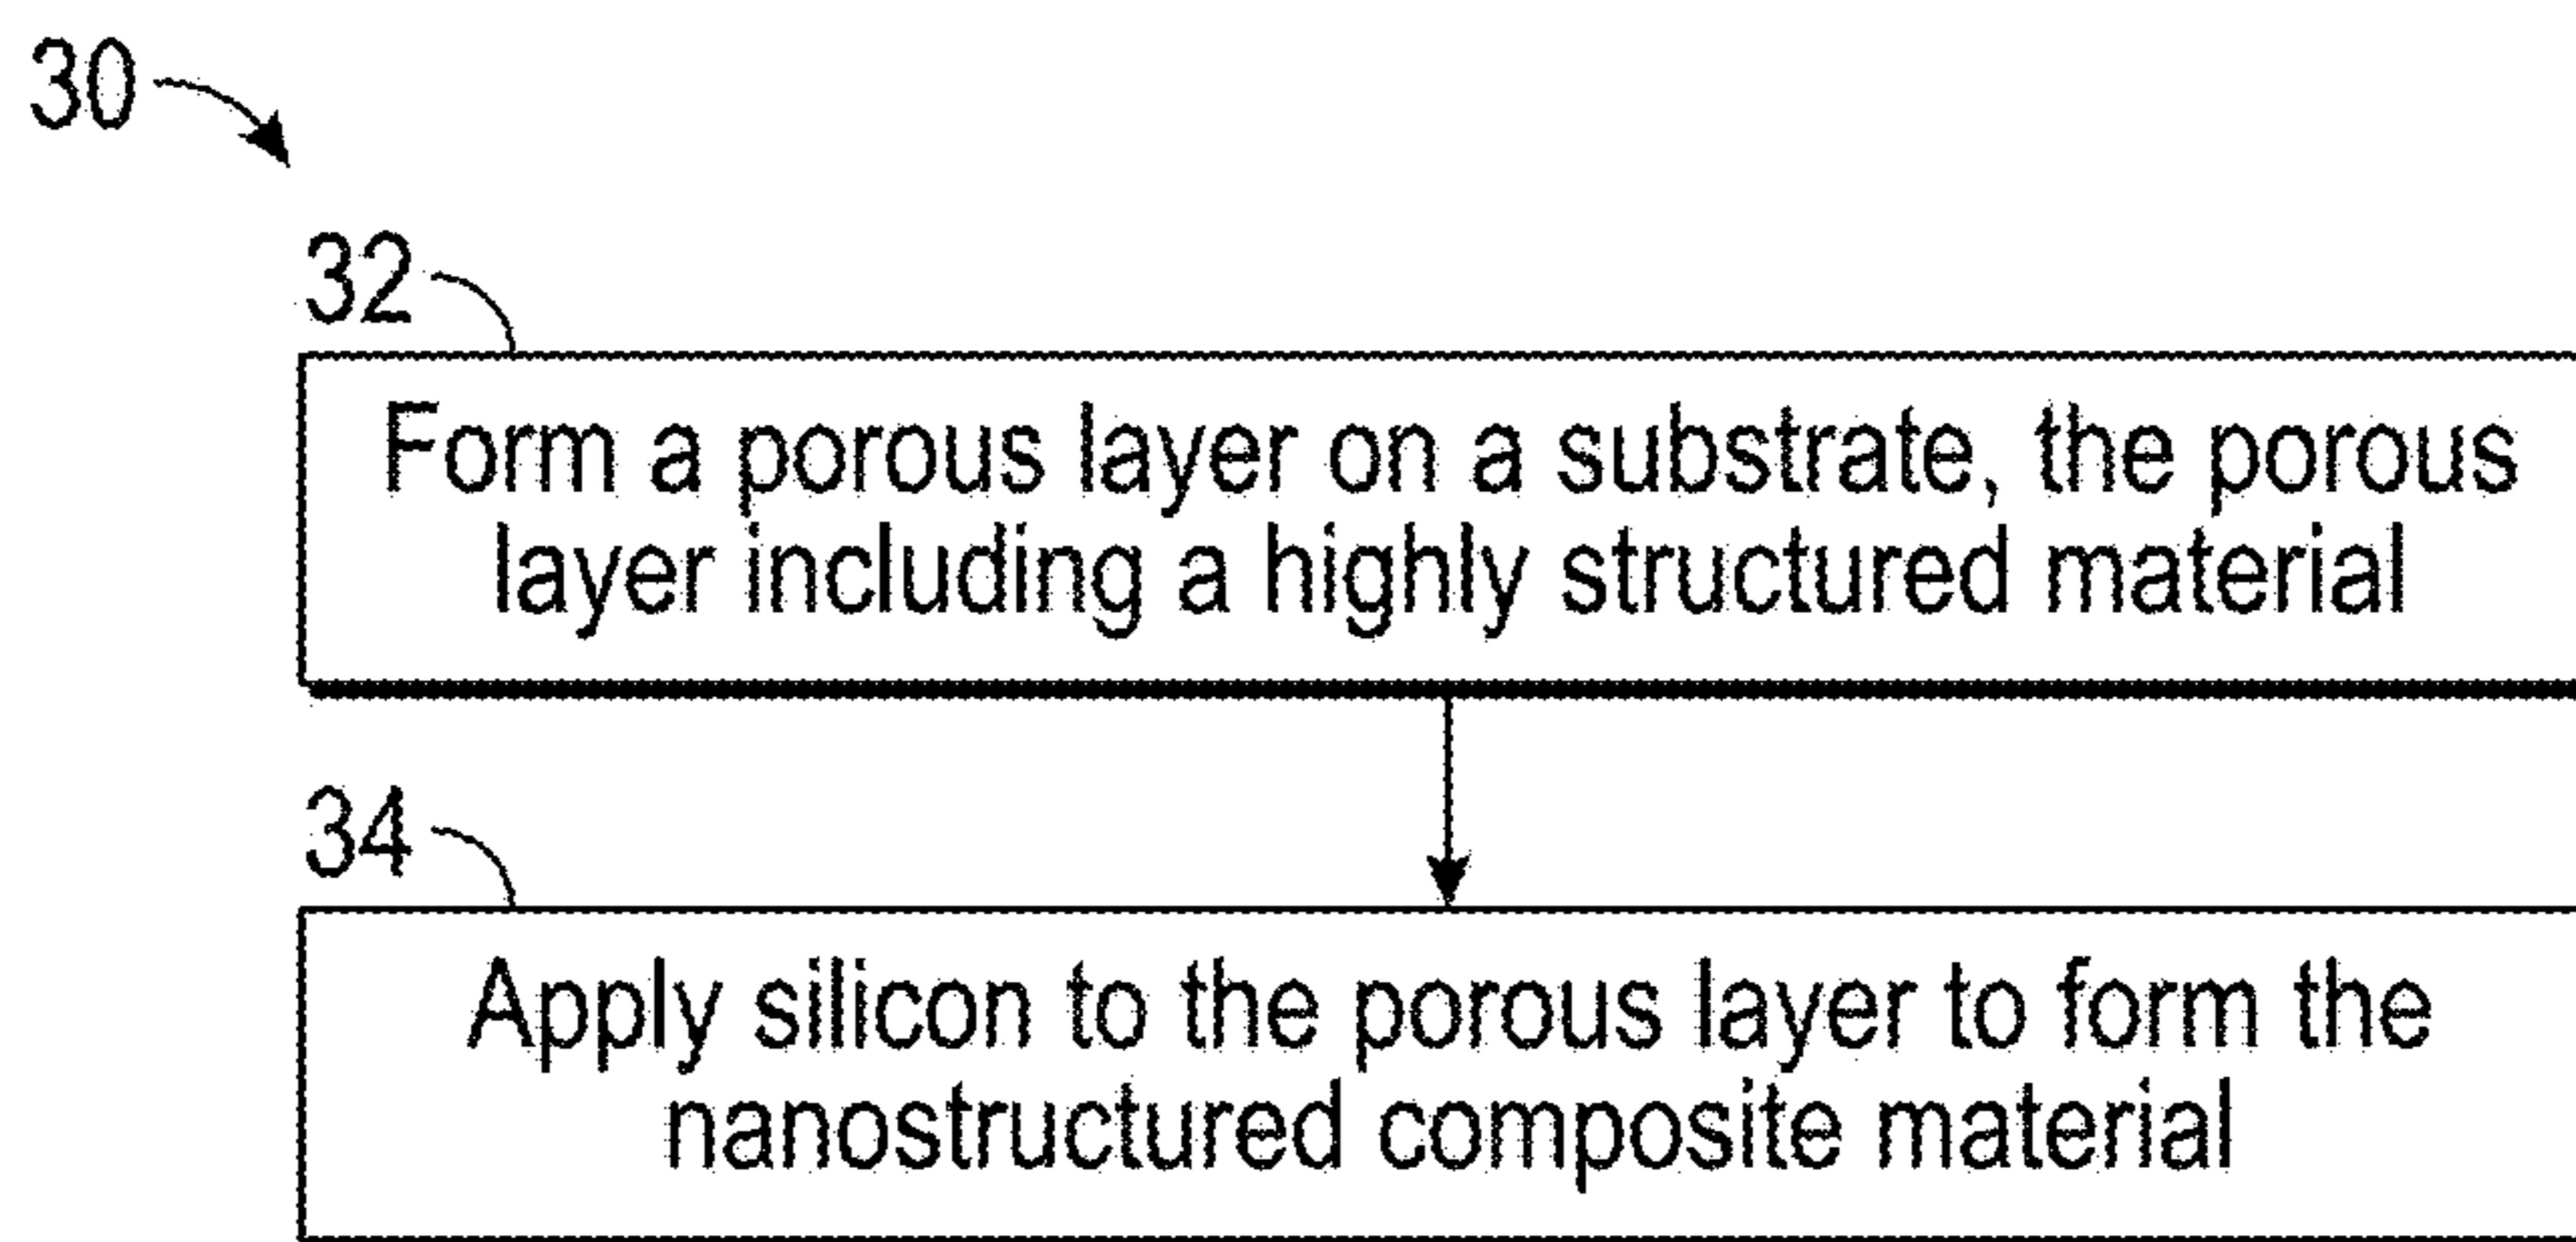 30
32
Form a porous layer on a substrate, the porous
layer including a highly structured material
34
Apply silicon to the porous layer to form the
nanostructured composite material